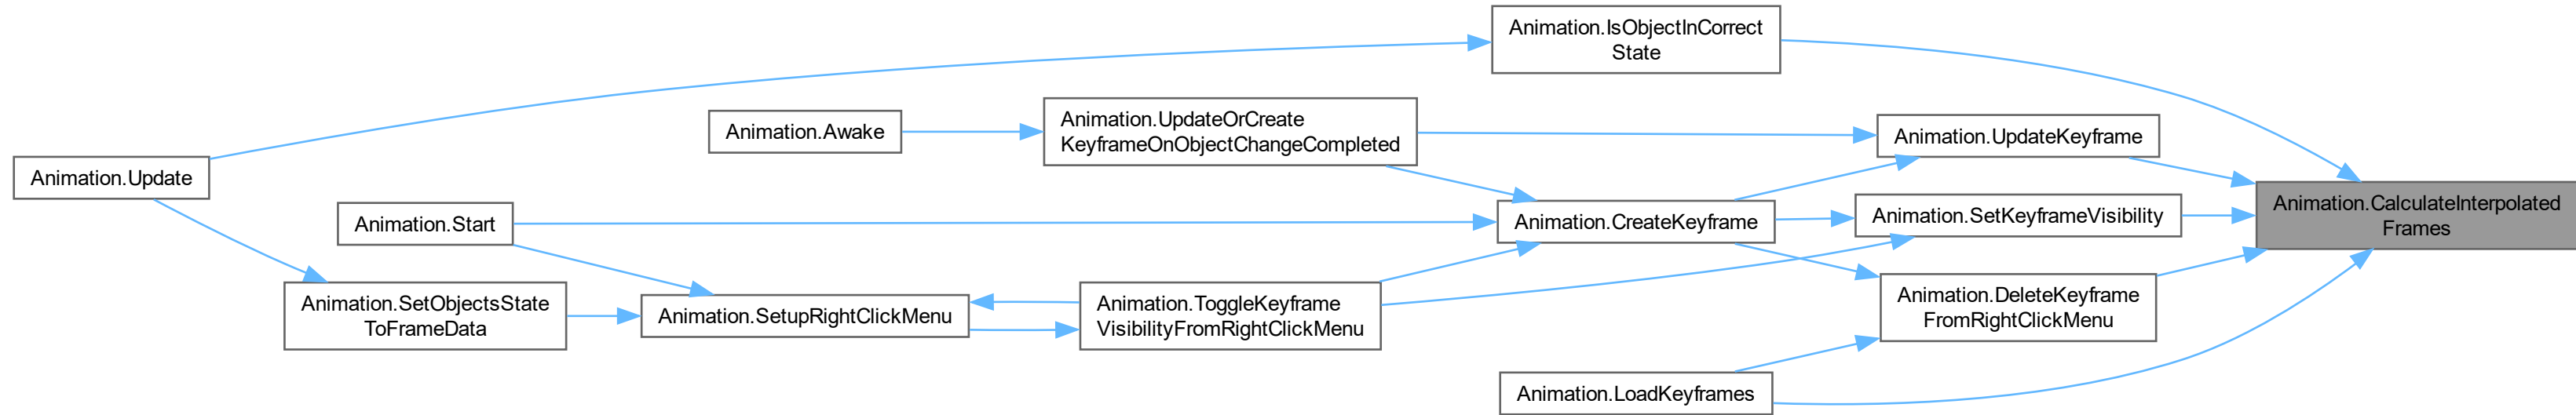 Animation.IsObjectInCorrect
State
Animation.UpdateOrCreate
KeyframeOnObjectChangeCompleted
Animation.Awake
Animation.UpdateKeyframe
Animation.Update
Animation.CalculateInterpolated
Frames
Animation.SetKeyframeVisibility
Animation.CreateKeyframe
Animation.Start
Animation.SetObjectsState
ToFrameData
Animation.SetupRightClickMenu
Animation.ToggleKeyframe
VisibilityFromRightClickMenu
Animation.DeleteKeyframe
FromRightClickMenu
Animation.LoadKeyframes